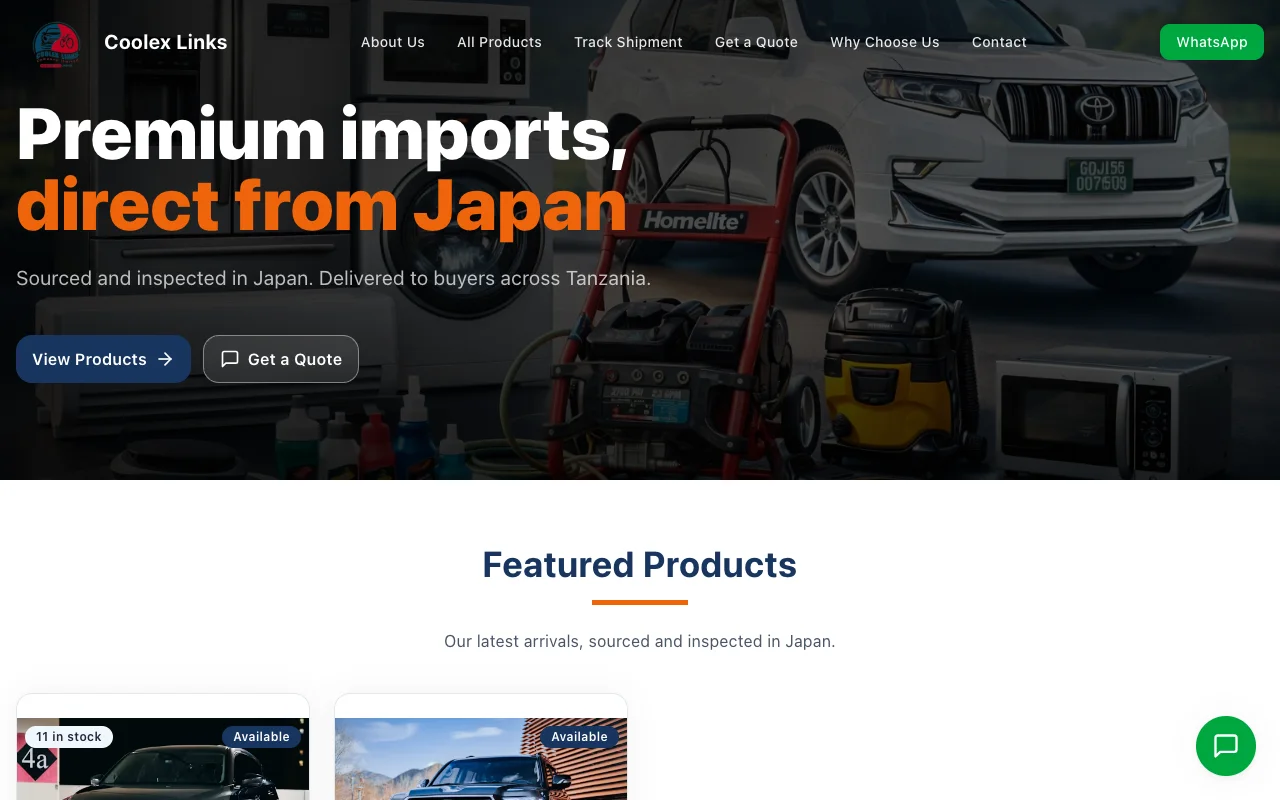 Coolex Links
About Us
All Products
Track Shipment
Get a Quote
Why Choose Us
Contact
WhatsApp
Premium imports,
direct from Japan
Sourced and inspected in Japan. Delivered to buyers across Tanzania.
View Products
Get a Quote
Homelite
Featured Products
Our latest arrivals, sourced and inspected in Japan.
11 in stock
Available
4a
Available